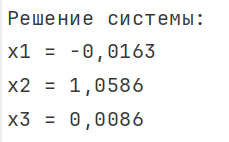 Решение системы:
x1 = -0,0163
x2 = 1,0586
x3 = 0,0086